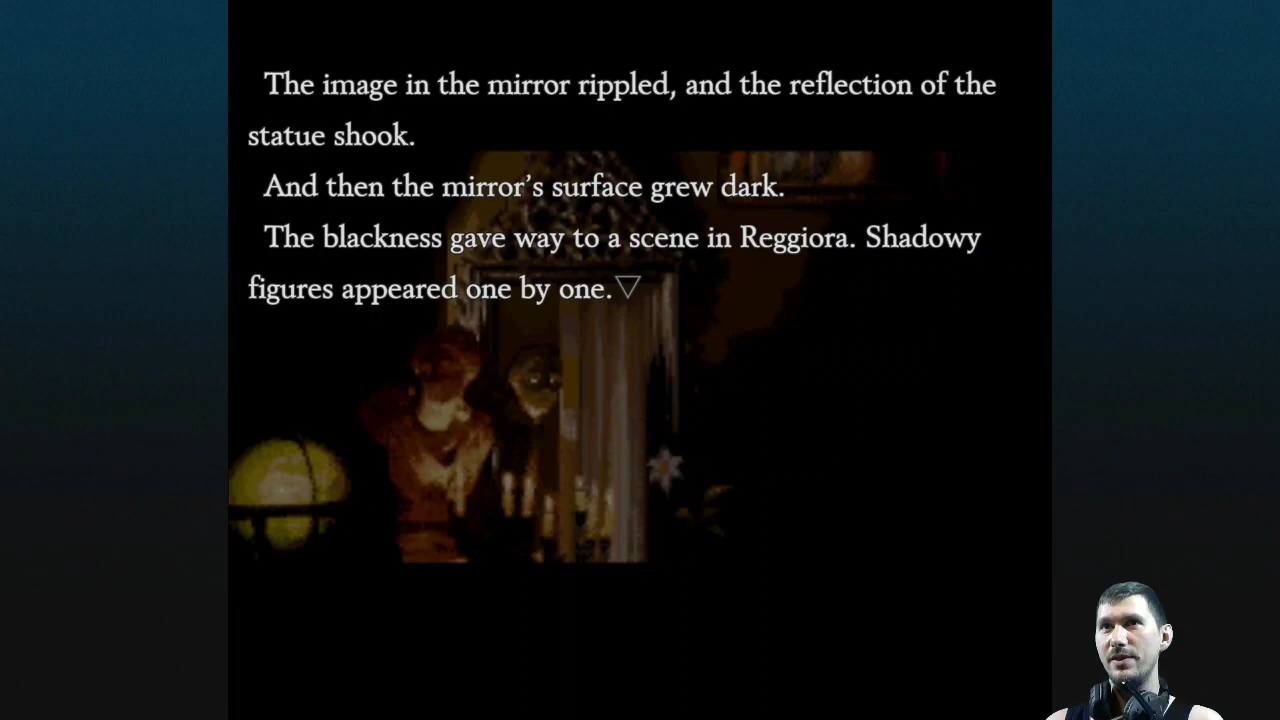 The image in the mirror rippled, and the reflection of the
statue shook.
And then the mirror’s surface grew dark.
The blackness gave way to a scene in Reggiora. Shadowy
figures appeared one by one.▽